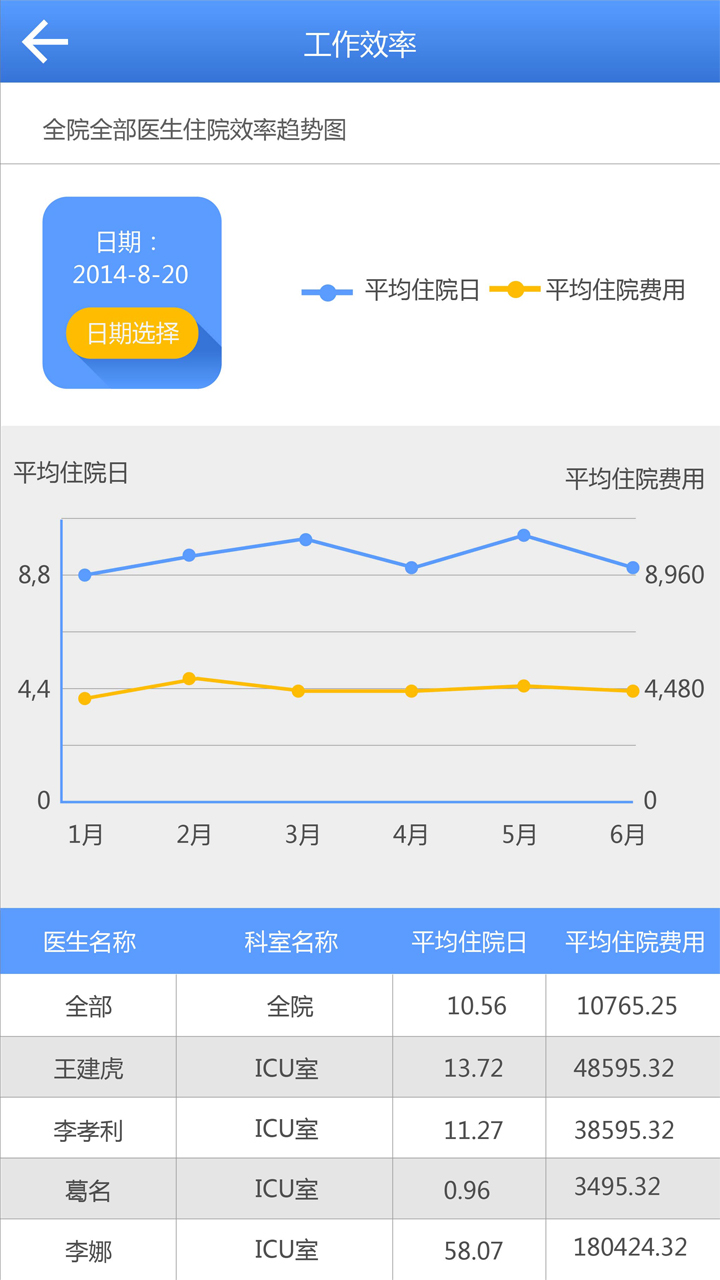 工作效率
全院全部医生住院效率趋势图
日期：
2014-8-20
日期选择
平均住院日 平均住院费用
平均住院日 平均住院费用
8,8 8,960
4,4 4,480
0 0
1月 2月 3月 4月 5月 6月
医生名称 科室名称 平均住院日 平均住院费用
全部 全院 10.56 10765.25
王建虎 ICU室 13.72 48595.32
李孝利 ICU室 11.27 38595.32
葛名 ICU室 0.96 3495.32
李娜 ICU室 58.07 180424.32